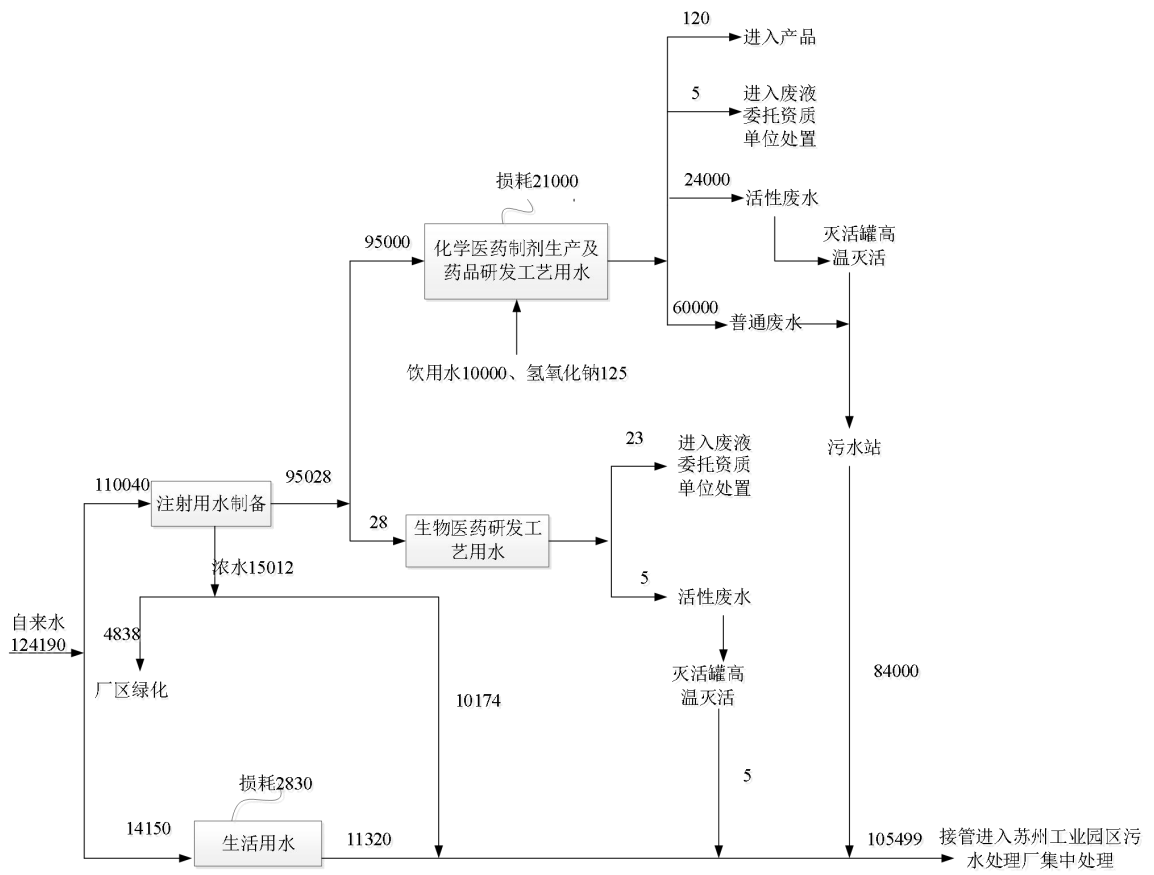 120
进入产品
5
进入废液
委托资质
单位处置
损耗21000
24000
活性废水
灭活罐高
温灭活
95000
化学医药制剂生产及
药品研发工艺用水
60000
普通废水
饮用水10000、氢氧化钠125
污水站
23
进入废液
委托资质
单位处置
110040
注射用水制备
95028
28
生物医药研发工
艺用水
浓水15012
5
活性废水
自来水
124190
4838
厂区绿化
灭活罐高
温灭活
84000
10174
5
损耗2830
14150
生活用水
11320
105499
接管进入苏州工业园区污
水处理厂集中处理